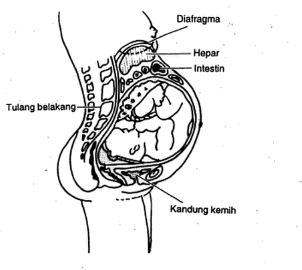 Diafragma
Hepar
Intestin
Tulang belakang
Kandung kemih